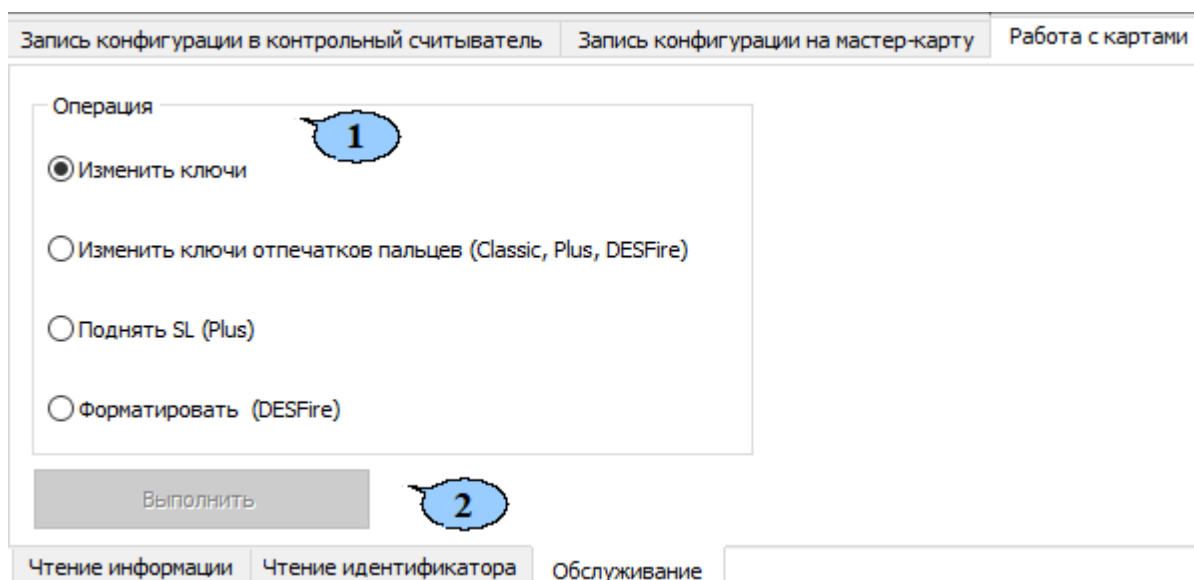 Запись конфигурации в контрольный считыватель Запись конфигурации на мастер-карту Работа с картами
Операция
1
Изменить ключи
Изменить ключи отпечатков пальцев (Classic, Plus, DESFire)
Поднять SL (Plus)
Форматировать (DESFire)
Выполнить
2
Чтение информации Чтение идентификатора Обслуживание